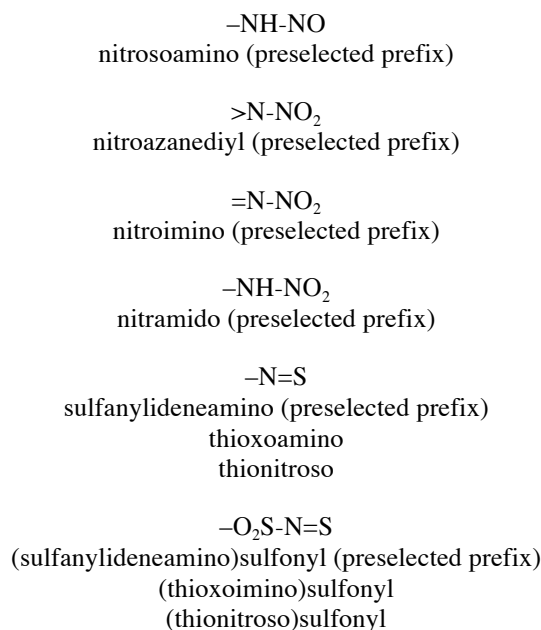 –NH-NO
nitrosoamino (preselected prefix)
>N-NO₂
nitroazanediyl (preselected prefix)
=N-NO₂
nitroimino (preselected prefix)
–NH-NO₂
nitramido (preselected prefix)
–N=S
sulfanylideneamino (preselected prefix)
thioxoamino
thionitroso
–O₂S-N=S
(sulfanylideneamino)sulfonyl (preselected prefix)
(thioxoimino)sulfonyl
(thionitroso)sulfonyl